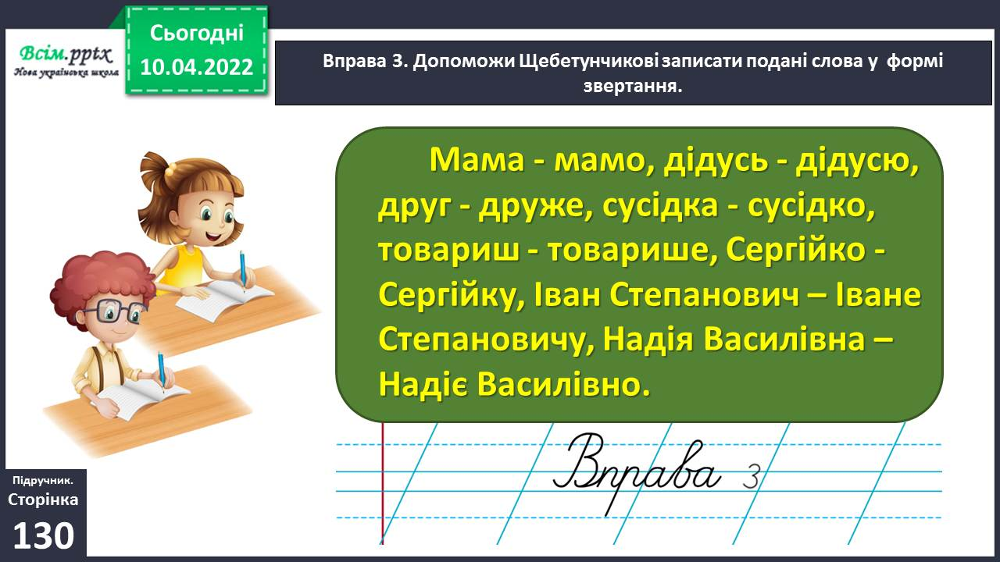 Сьогодні
10.04.2022
Всім.pptx
Нова українська школа
Вправа 3. Допоможи Щебетунчикові записати подані слова у формі
звертання.
Мама - мамо, дідусь - дідусю,
друг - друже, сусідка - сусідко,
товариш - товарише, Сергійко -
Сергійку, Іван Степанович – Іване
Степановичу, Надія Василівна –
Надіє Василівно.
Вправа 3
Підручник.
Сторінка
130